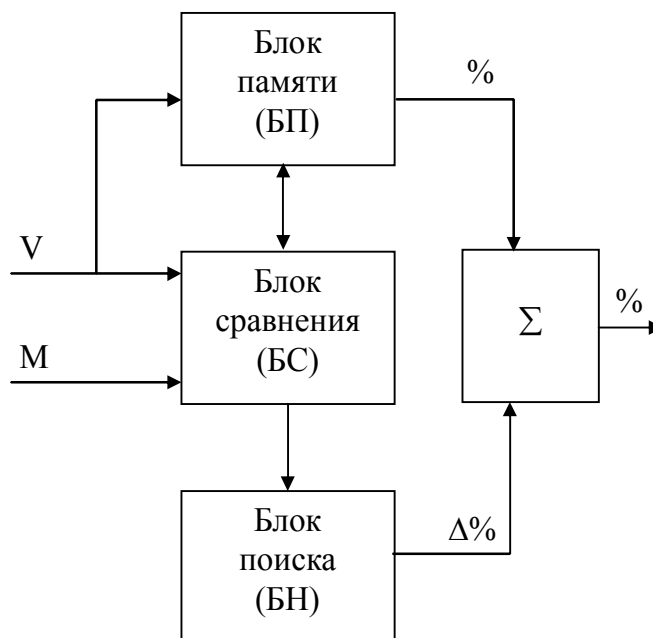 Блок
памяти
(БП)
%
V
Блок
сравнения
(БС)
M
Σ
%
Блок
поиска
(БН)
Δ%